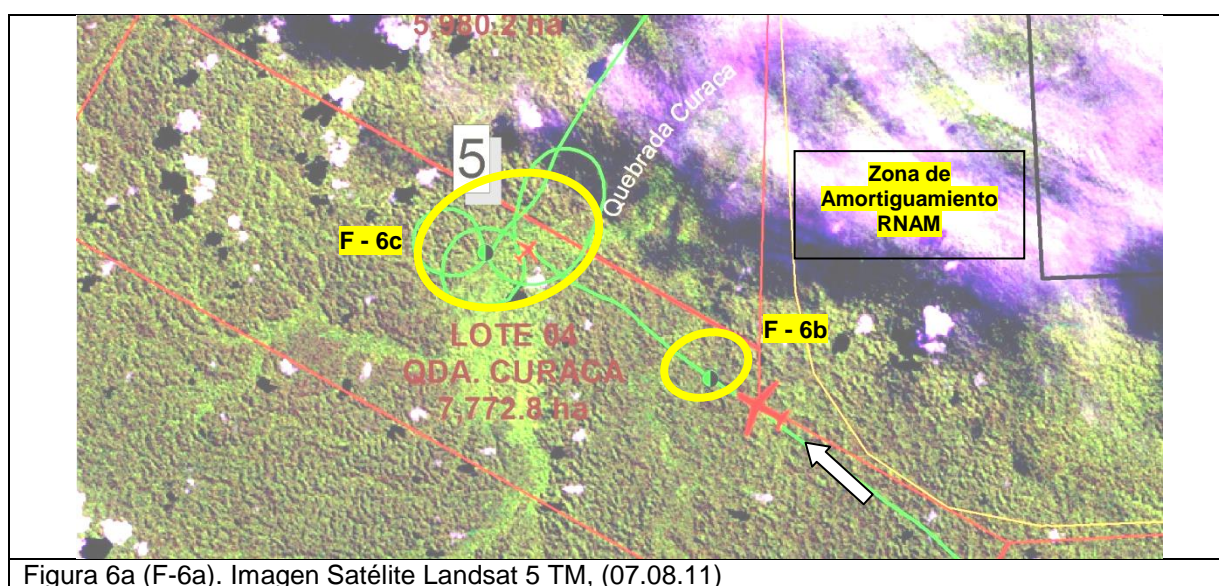 5,980.2 ha
5
Quebrada Curaca
Zona de
Amortiguamiento
RNAM
F - 6c
F - 6b
LOTE 04
QDA. CURACA
7,772.8 ha
Figura 6a (F-6a). Imagen Satélite Landsat 5 TM, (07.08.11)